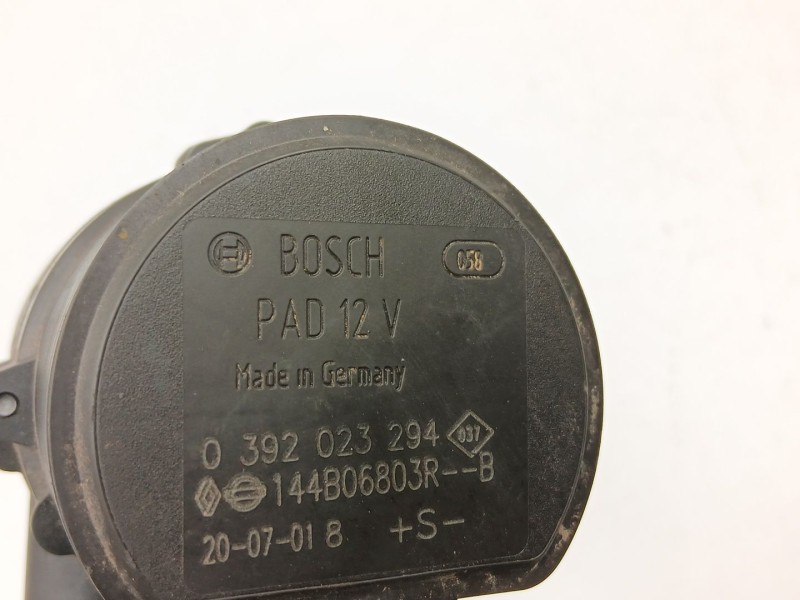 BOSCH 058
PAD 12 V
Made in Germany
0 392 023 294 037
144B06803R--B
20-07-01 8 +S-